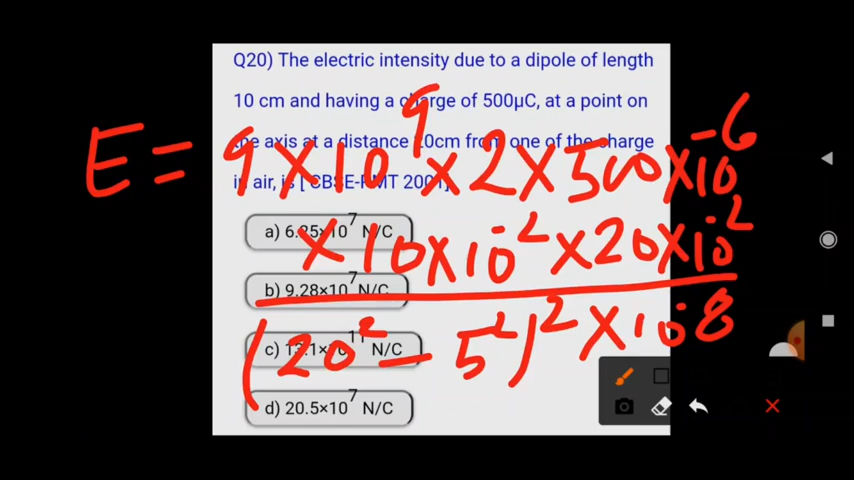 Q20) The electric intensity due to a dipole of length
10 cm and having a charge of 500μC, at a point on
the axis at a distance 20cm from one of the charge
in air, is [ CBSE-PMT 2001]
E = 9 × 10⁹ × 2 × 500 × 10⁻⁶
× 10 × 10⁻² × 20 × 10⁻²
(20² - 5²)² × 10⁻⁸
a) 6.25×10⁷ N/C
b) 9.28×10⁷ N/C
c) 13.1×10¹¹ N/C
d) 20.5×10⁷ N/C